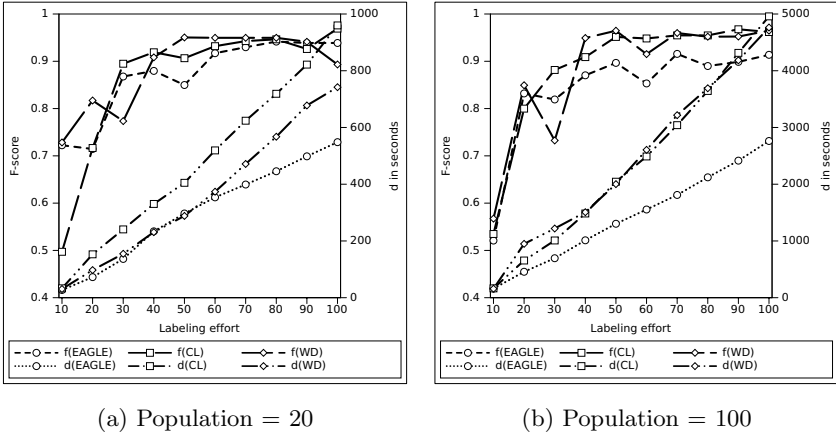 1
0.9
0.8
0.7
0.6
0.5
0.4
F-score
10 20 30 40 50 60 70 80 90 100
Labeling effort
1000
800
600
400
200
0
d in seconds
f(EAGLE) f(CL) f(WD)
d(EAGLE) d(CL) d(WD)
(a) Population = 20
1
0.9
0.8
0.7
0.6
0.5
0.4
F-score
10 20 30 40 50 60 70 80 90 100
Labeling effort
5000
4000
3000
2000
1000
0
d in seconds
f(EAGLE) f(CL) f(WD)
d(EAGLE) d(CL) d(WD)
(b) Population = 100